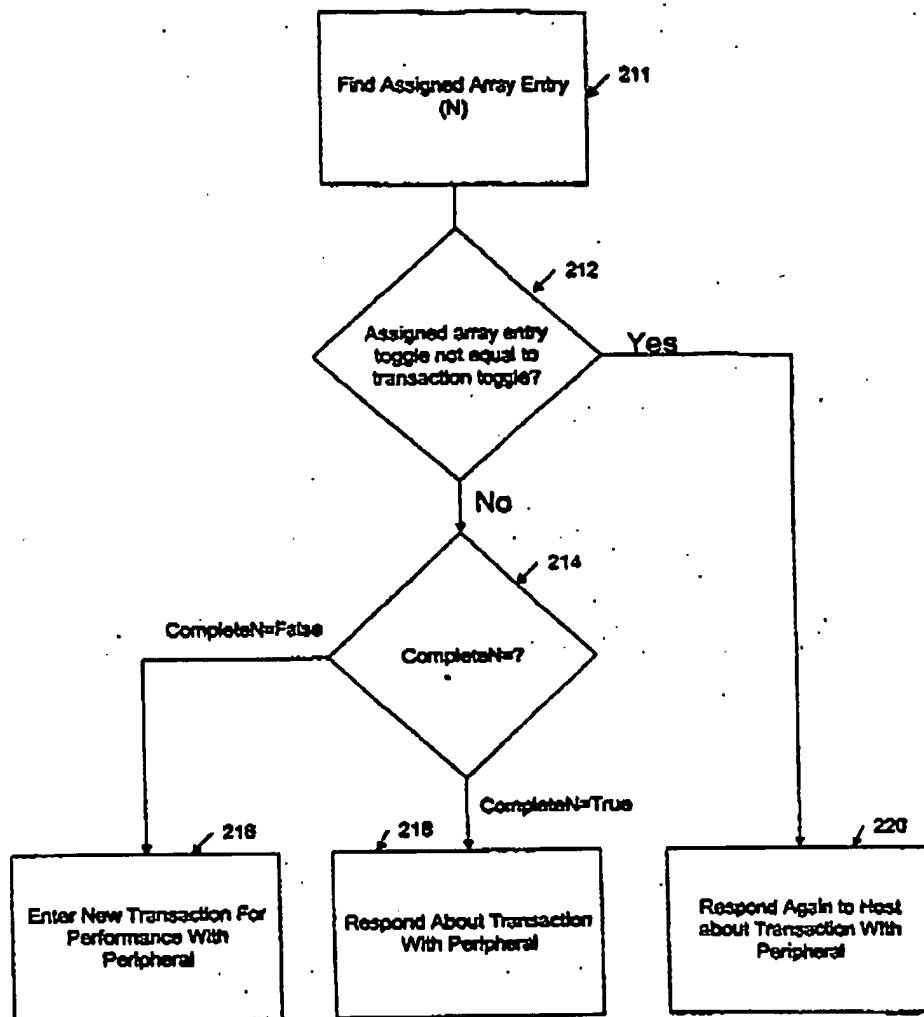 Find Assigned Array Entry
(N)
211
212
Assigned array entry
toggle not equal to
transaction toggle?
Yes
No
214
CompleteN=False
CompleteN=?
CompleteN=True
218
218
220
Enter New Transaction For
Performance With
Peripheral
Respond About Transaction
With Peripheral
Respond Again to Host
about Transaction With
Peripheral